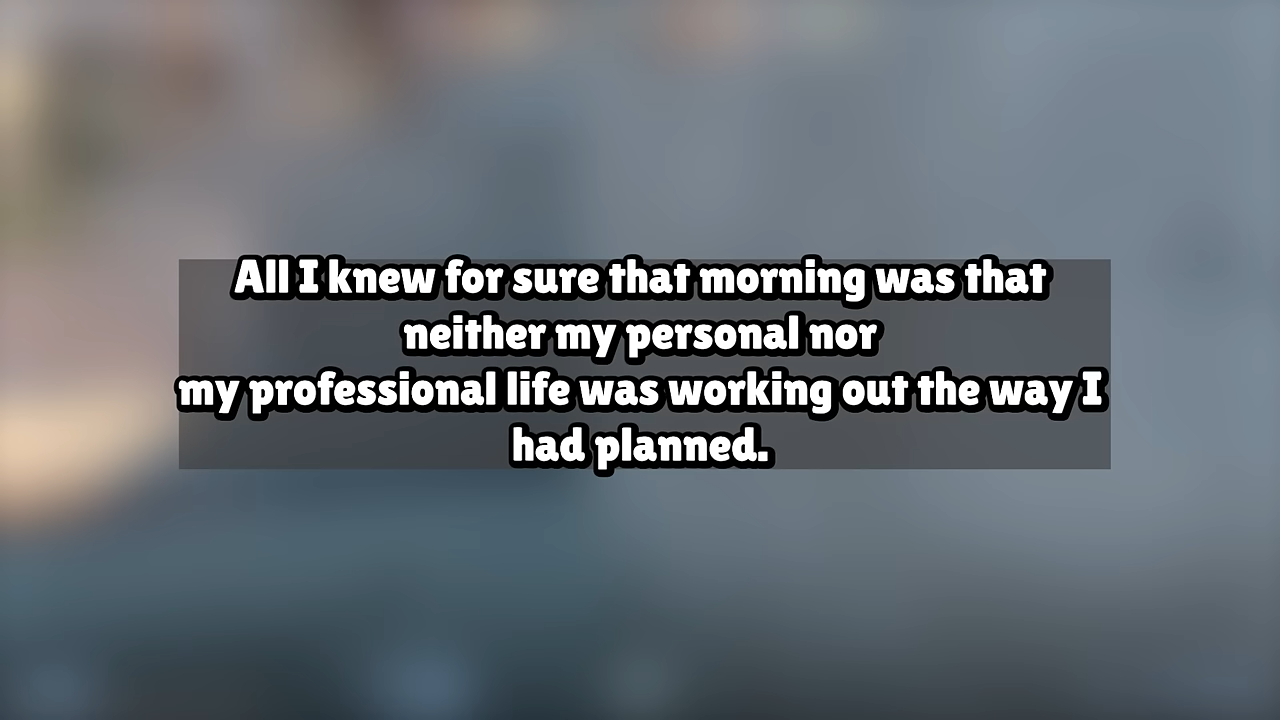 All I knew for sure that morning was that
neither my personal nor
my professional life was working out the way I
had planned.